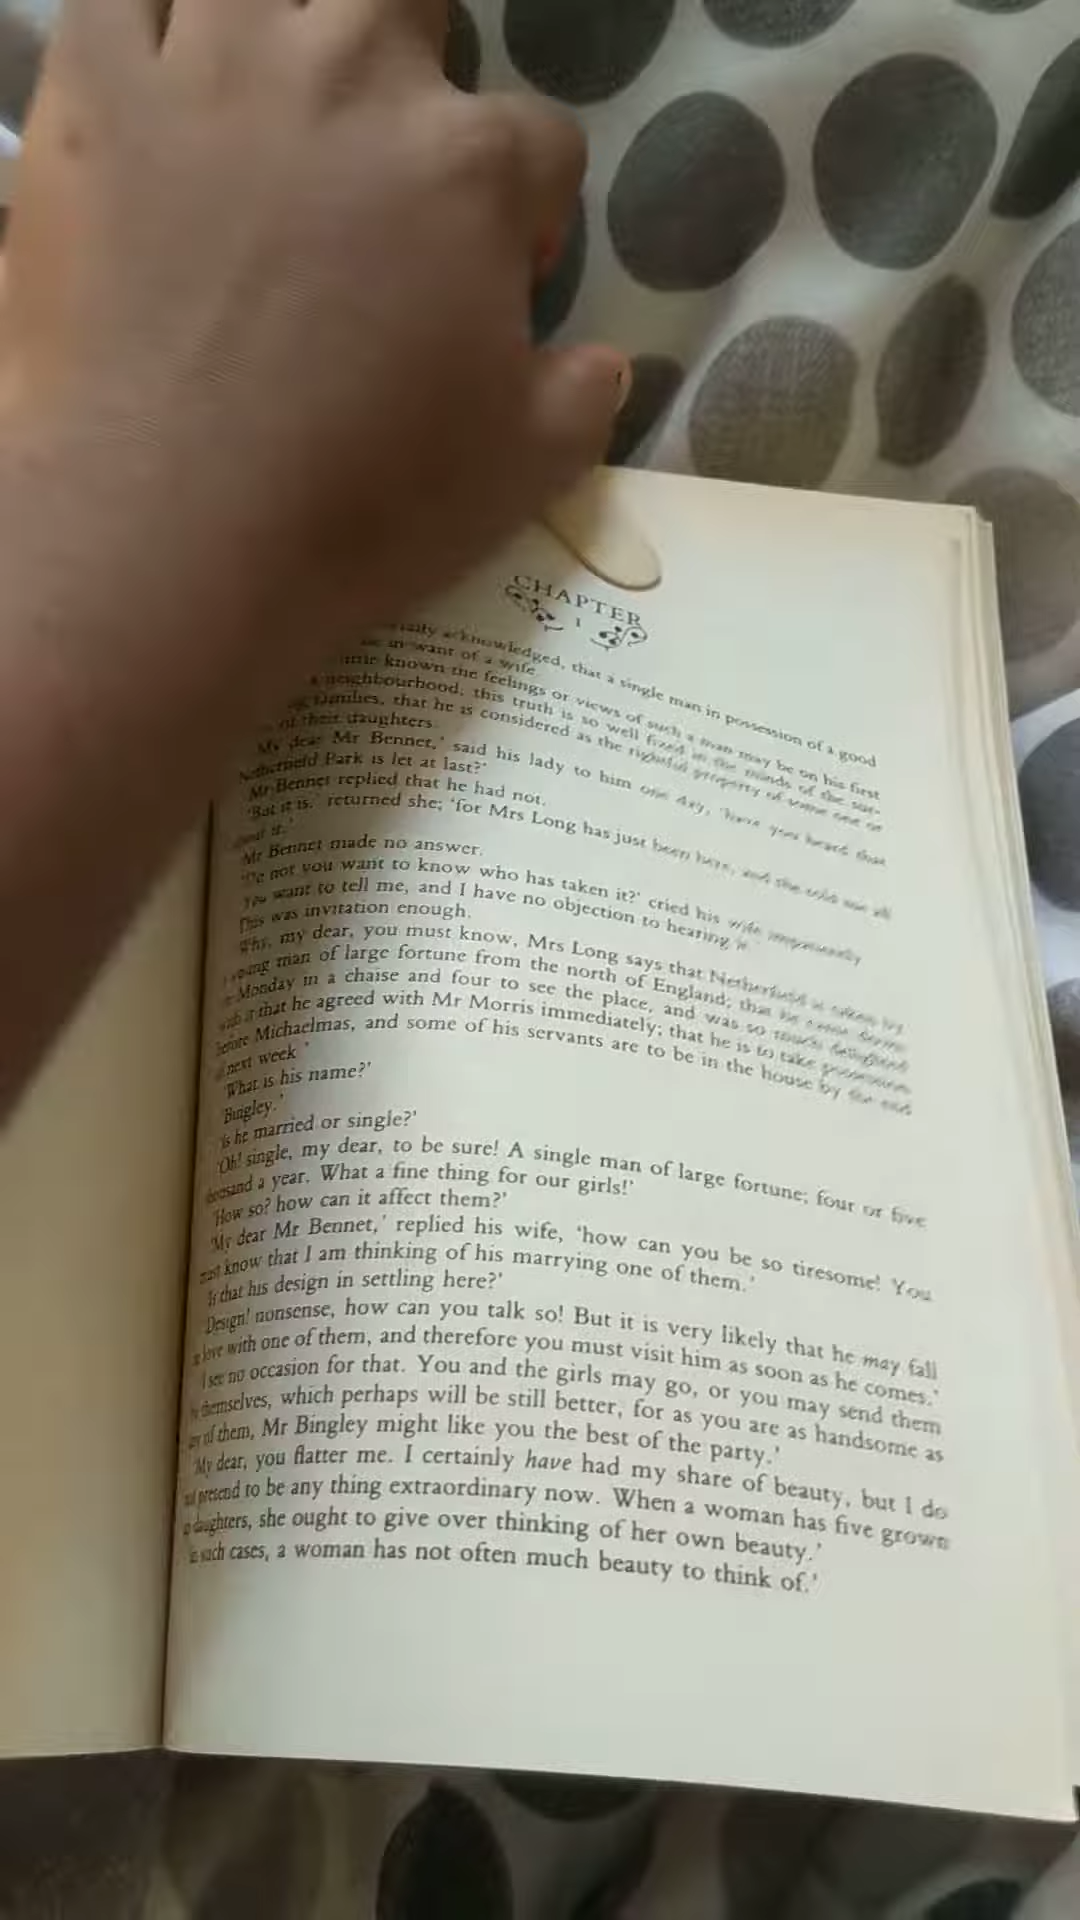 CHAPTER
I
acknowledged, that a single man in possession of a good
in want of a wife.
known the feelings or views of such a man may be on his first
neighbourhood, this truth is so well fixed in the minds of the sur-
families, that he is considered as the rightful property of some one or
of their daughters.
'My dear Mr Bennet,' said his lady to him one day, 'have you heard that
Netherfield Park is let at last?'
Mr Bennet replied that he had not.
'But it is,' returned she; 'for Mrs Long has just been here, and she told me all
about it.'
Mr Bennet made no answer.
'Do not you want to know who has taken it?' cried his wife impatiently.
You want to tell me, and I have no objection to hearing it.
This was invitation enough.
Why, my dear, you must know, Mrs Long says that Netherfield is taken by
young man of large fortune from the north of England; that he came down
on Monday in a chaise and four to see the place, and was so much delighted
with it that he agreed with Mr Morris immediately; that he is to take possession
before Michaelmas, and some of his servants are to be in the house by the end
of next week.'
'What is his name?'
'Bingley.'
'Is he married or single?'
'Oh! single, my dear, to be sure! A single man of large fortune; four or five
thousand a year. What a fine thing for our girls!'
'How so? how can it affect them?'
'My dear Mr Bennet,' replied his wife, 'how can you be so tiresome! You
must know that I am thinking of his marrying one of them.'
'Is that his design in settling here?'
'Design! nonsense, how can you talk so! But it is very likely that he may fall
in love with one of them, and therefore you must visit him as soon as he comes.'
'I see no occasion for that. You and the girls may go, or you may send them
by themselves, which perhaps will be still better, for as you are as handsome as
any of them, Mr Bingley might like you the best of the party.'
'My dear, you flatter me. I certainly have had my share of beauty, but I do
not pretend to be any thing extraordinary now. When a woman has five grown
up daughters, she ought to give over thinking of her own beauty.'
'In such cases, a woman has not often much beauty to think of.'